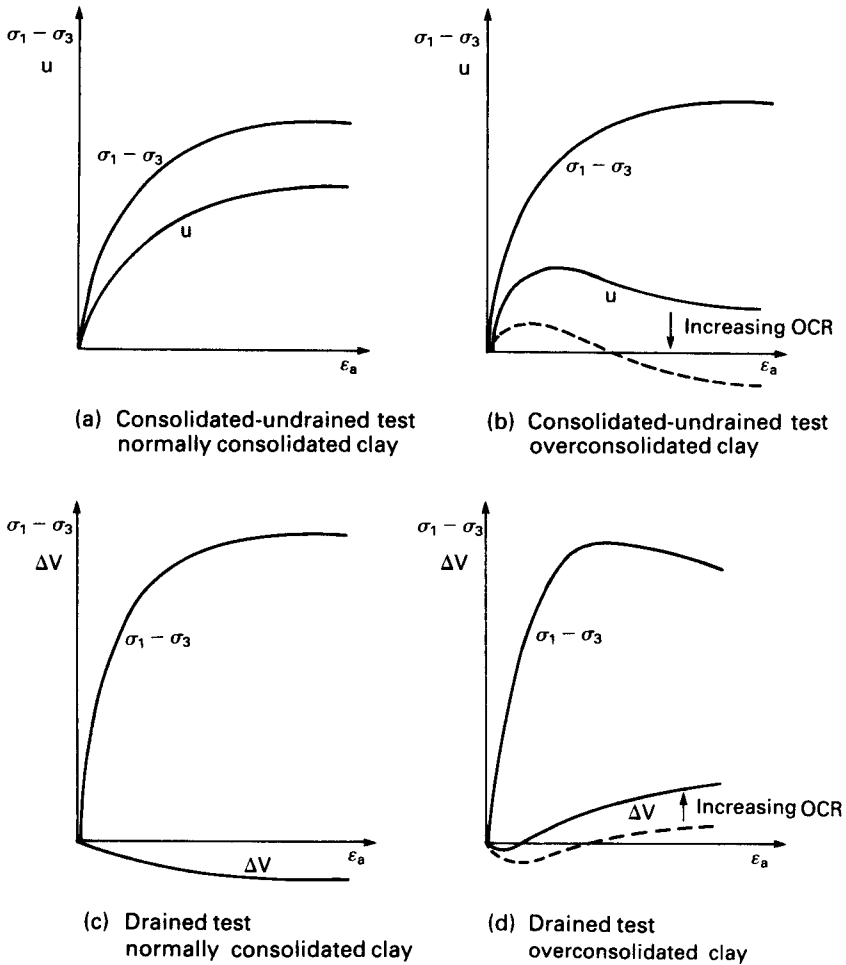 σ₁ − σ₃
u
σ₁ − σ₃
u
εₐ
(a) Consolidated-undrained test
normally consolidated clay
σ₁ − σ₃
u
σ₁ − σ₃
u
Increasing OCR
εₐ
(b) Consolidated-undrained test
overconsolidated clay
σ₁ − σ₃
ΔV
σ₁ − σ₃
εₐ
ΔV
(c) Drained test
normally consolidated clay
σ₁ − σ₃
ΔV
σ₁ − σ₃
ΔV
Increasing OCR
εₐ
(d) Drained test
overconsolidated clay